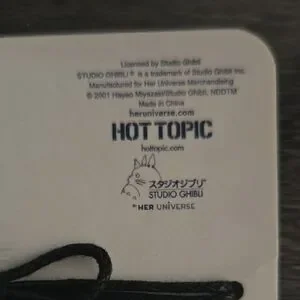 Licensed by Studio Ghibli
STUDIO GHIBLI® is a trademark of Studio Ghibli Inc.
Manufactured for Her Universe Merchandising
© 2001 Hayao Miyazaki/Studio Ghibli, NDDTM
Made in China
heruniverse.com
HOT TOPIC
hottopic.com
スタジオジブリ
STUDIO GHIBLI
BY HER UNIVERSE